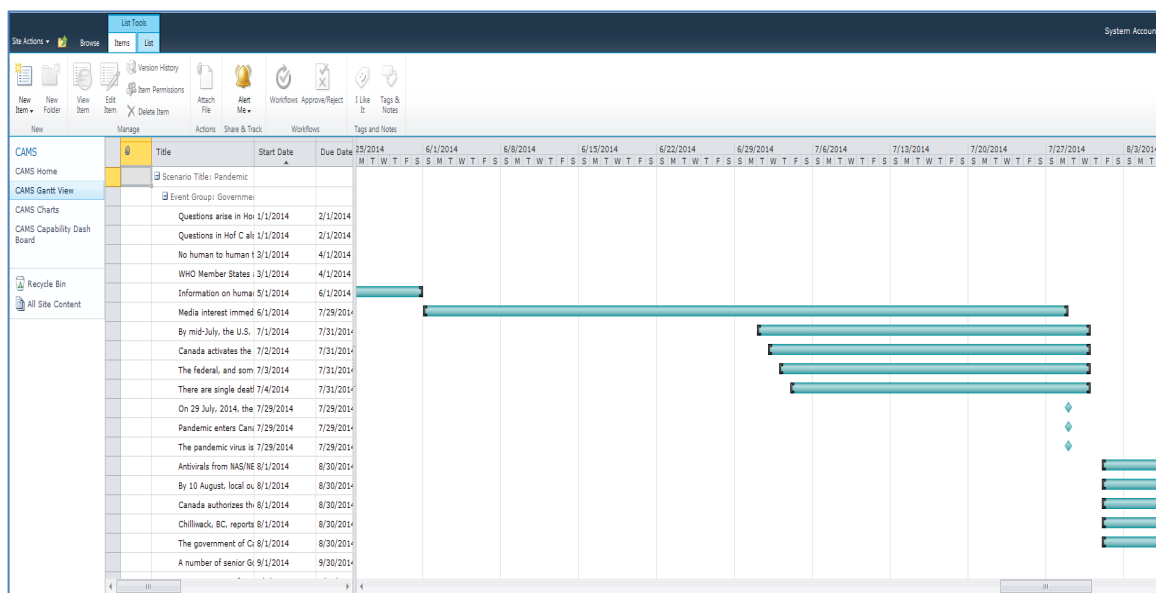 List Tools
Site Actions Browse Items List System Accoun
New Item New Folder View Item Edit Item Version History Item Permissions Delete Item Attach File Alert Me Workflows Approve/Reject I Like It Tags & Notes
New Manage Actions Share & Track Workflows Tags and Notes
CAMS
CAMS Home
CAMS Gantt View
CAMS Charts
CAMS Capability Dash Board
Recycle Bin
All Site Content
Title Start Date Due Date 25/2014 6/1/2014 6/8/2014 6/15/2014 6/22/2014 6/29/2014 7/6/2014 7/13/2014 7/20/2014 7/27/2014 8/3/2014
M T W T F S S M T W T F S S M T W T F S S M T W T F S S M T W T F S S M T W T F S S M T W T F S S M T W T F S S M T W T F S S M T W T F S S M T
Scenario Title: Pandemic
Event Group: Governme
Questions arise in Ho 1/1/2014 2/1/2014
Questions in Hof C al 1/1/2014 2/1/2014
No human to human t 3/1/2014 4/1/2014
WHO Member States 3/1/2014 4/1/2014
Information on huma 5/1/2014 6/1/2014
Media interest immed 6/1/2014 7/29/2014
By mid-July, the U.S. 7/1/2014 7/31/2014
Canada activates the 7/2/2014 7/31/2014
The federal, and som 7/3/2014 7/31/2014
There are single deat 7/4/2014 7/31/2014
On 29 July, 2014, the 7/29/2014 7/29/2014
Pandemic enters Cana 7/29/2014 7/29/2014
The pandemic virus is 7/29/2014 7/29/2014
Antivirals from NAS/NE 8/1/2014 8/30/2014
By 10 August, local ou 8/1/2014 8/30/2014
Canada authorizes th 8/1/2014 8/30/2014
Chilliwack, BC, reports 8/1/2014 8/30/2014
The government of Ca 8/1/2014 8/30/2014
A number of senior Go 9/1/2014 9/30/2014